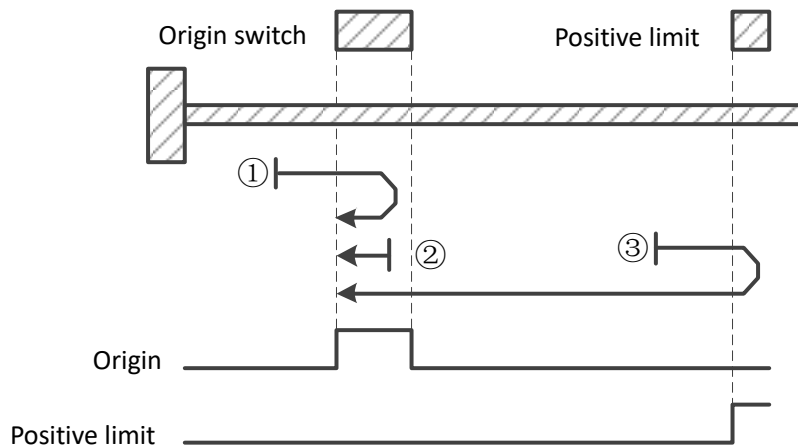 Origin switch
Positive limit
①
②
③
Origin
Positive limit